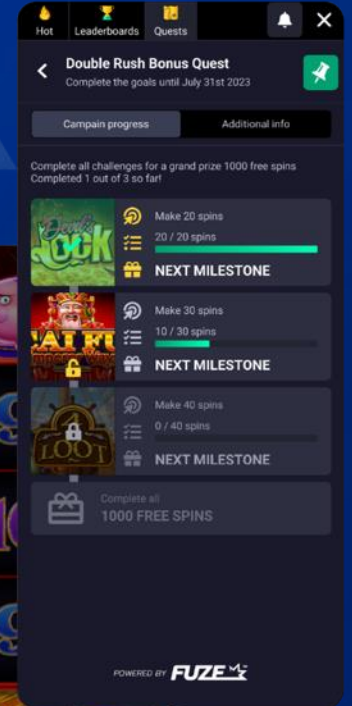 Hot Leaderboards Quests
Double Rush Bonus Quest
Complete the goals until July 31st 2023
Campain progress Additional info
Complete all challenges for a grand prize 1000 free spins
Completed 1 out of 3 so far!
Devil's
LOCK
Make 20 spins
20 / 20 spins
NEXT MILESTONE
Make 30 spins
10 / 30 spins
NEXT MILESTONE
LOOT
Make 40 spins
0 / 40 spins
NEXT MILESTONE
Complete all
1000 FREE SPINS
POWERED BY FUZE